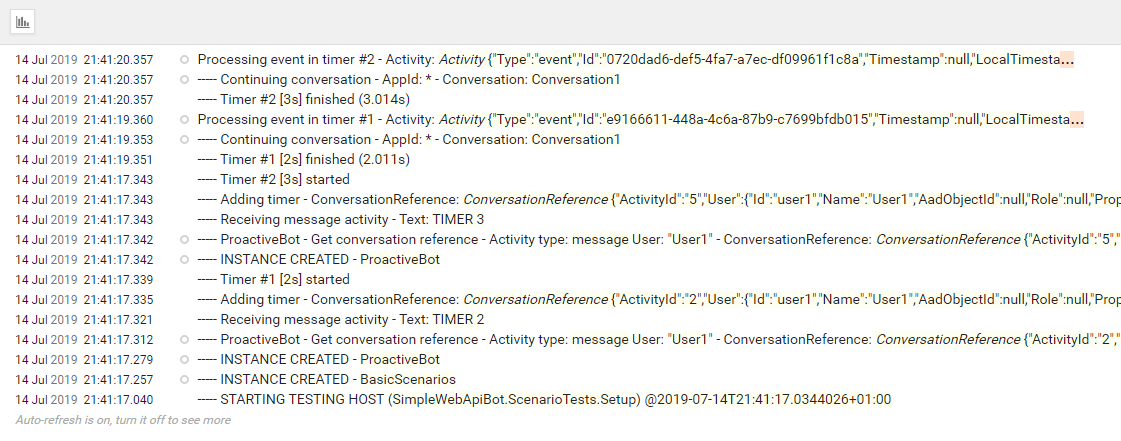 14 Jul 2019 21:41:20.357 Processing event in timer #2 - Activity: Activity {"Type":"event","Id":"0720dad6-def5-4fa7-a7ec-df09961f1c8a","Timestamp":null,"LocalTimesta...
14 Jul 2019 21:41:20.357 ----- Continuing conversation - AppId: * - Conversation: Conversation1
14 Jul 2019 21:41:20.357 ----- Timer #2 [3s] finished (3.014s)
14 Jul 2019 21:41:19.360 Processing event in timer #1 - Activity: Activity {"Type":"event","Id":"e9166611-448a-4c6a-87b9-c7699bfdb015","Timestamp":null,"LocalTimesta...
14 Jul 2019 21:41:19.353 ----- Continuing conversation - AppId: * - Conversation: Conversation1
14 Jul 2019 21:41:19.351 ----- Timer #1 [2s] finished (2.011s)
14 Jul 2019 21:41:17.343 ----- Timer #2 [3s] started
14 Jul 2019 21:41:17.343 ----- Adding timer - ConversationReference: ConversationReference {"ActivityId":"5","User":{"Id":"user1","Name":"User1","AadObjectId":null,"Role":null,"Prop
14 Jul 2019 21:41:17.343 ----- Receiving message activity - Text: TIMER 3
14 Jul 2019 21:41:17.342 ----- ProactiveBot - Get conversation reference - Activity type: message User: "User1" - ConversationReference: ConversationReference {"ActivityId":"5","
14 Jul 2019 21:41:17.342 ----- INSTANCE CREATED - ProactiveBot
14 Jul 2019 21:41:17.339 ----- Timer #1 [2s] started
14 Jul 2019 21:41:17.335 ----- Adding timer - ConversationReference: ConversationReference {"ActivityId":"2","User":{"Id":"user1","Name":"User1","AadObjectId":null,"Role":null,"Prop
14 Jul 2019 21:41:17.321 ----- Receiving message activity - Text: TIMER 2
14 Jul 2019 21:41:17.312 ----- ProactiveBot - Get conversation reference - Activity type: message User: "User1" - ConversationReference: ConversationReference {"ActivityId":"2","
14 Jul 2019 21:41:17.279 ----- INSTANCE CREATED - ProactiveBot
14 Jul 2019 21:41:17.257 ----- INSTANCE CREATED - BasicScenarios
14 Jul 2019 21:41:17.040 ----- STARTING TESTING HOST (SimpleWebApiBot.ScenarioTests.Setup) @2019-07-14T21:41:17.0344026+01:00
Auto-refresh is on, turn it off to see more